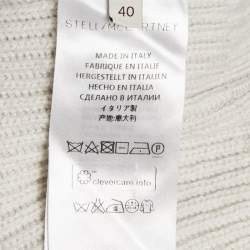 40
STELLA McCARTNEY
MADE IN ITALY
FABRIQUE EN ITALIE
HERGESTELLT IN ITALIEN
HECHO EN ITALIA
СДЕЛАНО В ИТАЛИИ
イタリア製
产地:意大利
clevercare.info